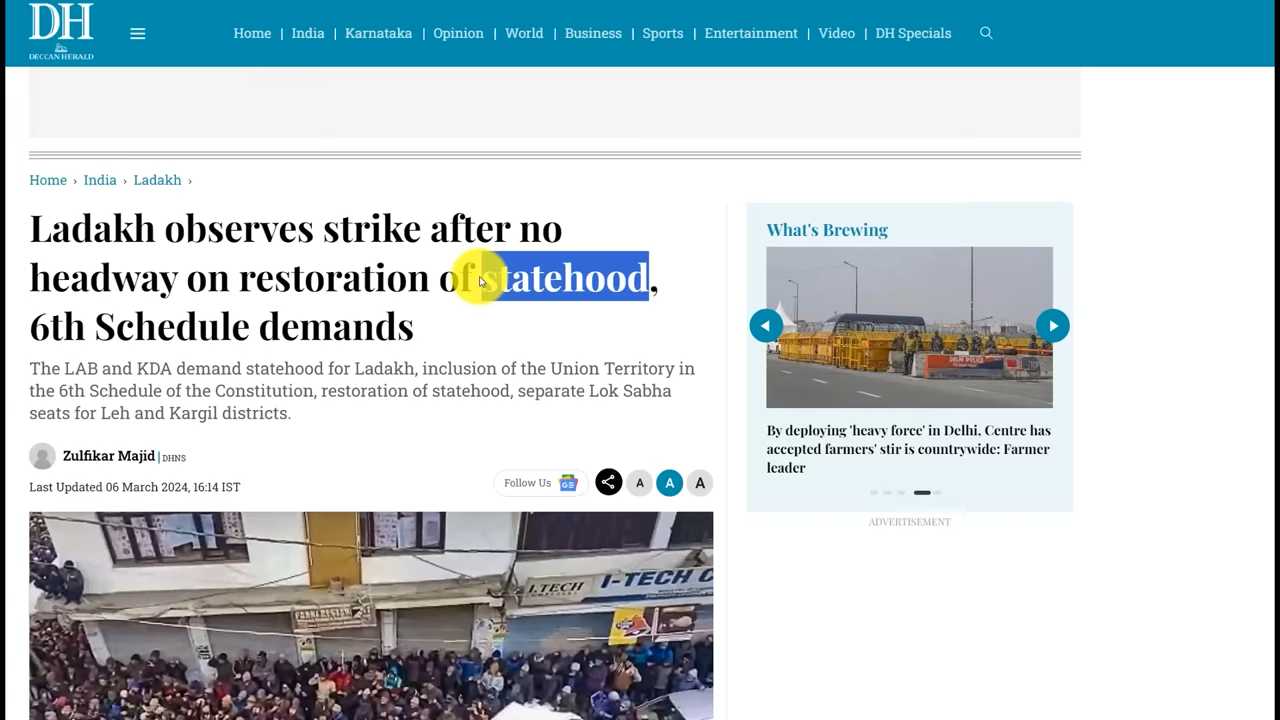 DH
DECCAN HERALD
Home | India | Karnataka | Opinion | World | Business | Sports | Entertainment | Video | DH Specials
Home › India › Ladakh ›
Ladakh observes strike after no
headway on restoration of statehood,
6th Schedule demands
The LAB and KDA demand statehood for Ladakh, inclusion of the Union Territory in
the 6th Schedule of the Constitution, restoration of statehood, separate Lok Sabha
seats for Leh and Kargil districts.
Zulfikar Majid | DHNS
Last Updated 06 March 2024, 16:14 IST
Follow Us
A A A
I.TECH
I-TECH C
What's Brewing
DELHI POLICE
By deploying 'heavy force' in Delhi, Centre has
accepted farmers' stir is countrywide: Farmer
leader
ADVERTISEMENT